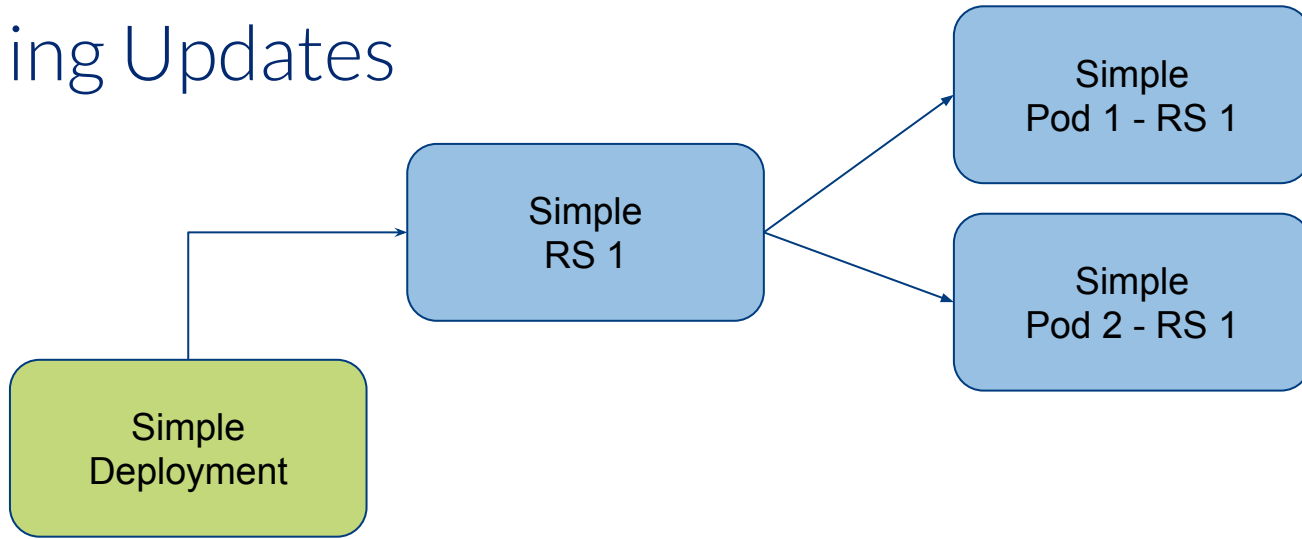 ing Updates
Simple
Pod 1 - RS 1
Simple
RS 1
Simple
Pod 2 - RS 1
Simple
Deployment